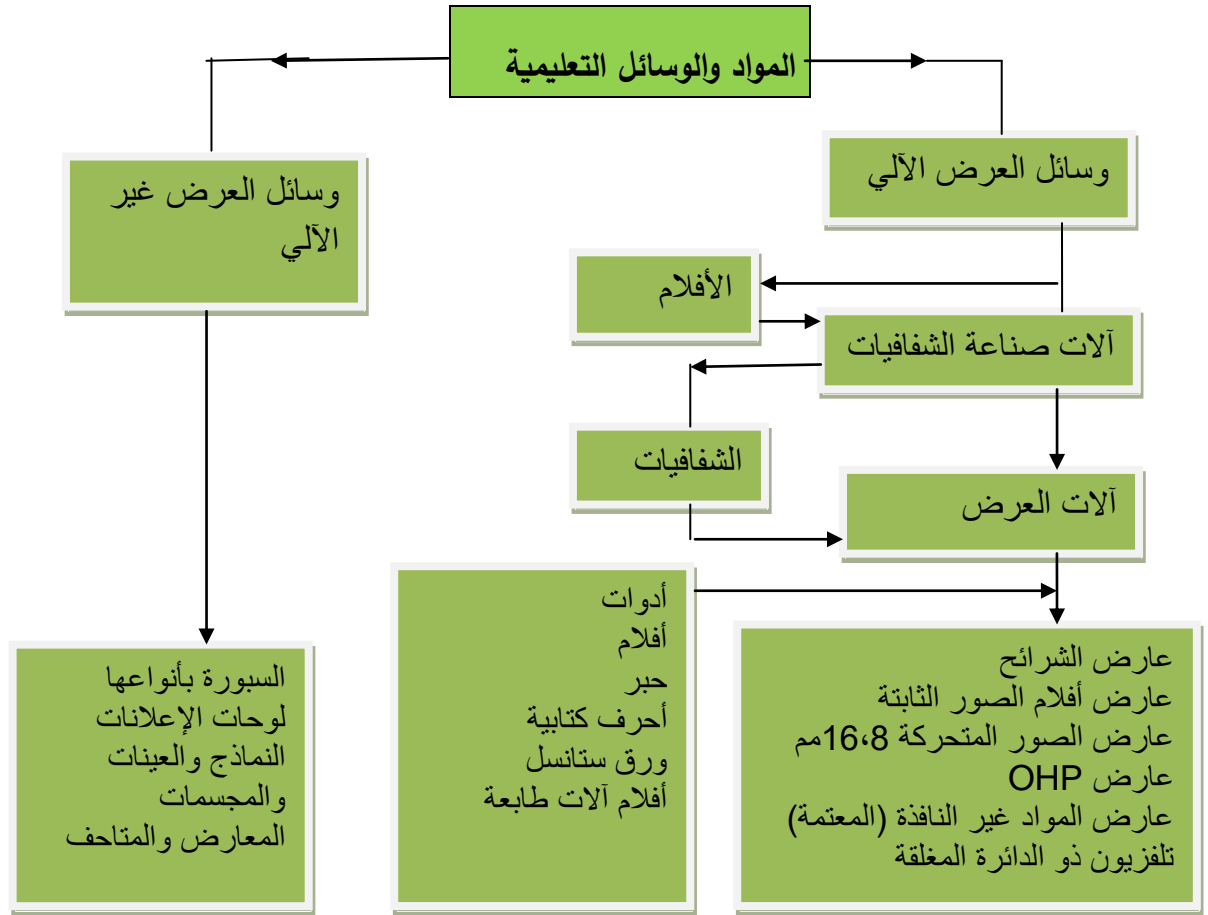 المواد والوسائل التعليمية
وسائل العرض الآلي
وسائل العرض غير
الآلي
الأفلام
آلات صناعة الشفافيات
الشفافيات
آلات العرض
عارض الشرائح
عارض أفلام الصور الثابتة
عارض الصور المتحركة 8،16مم
عارض OHP
عارض المواد غير النافذة (المعتمة)
تلفزيون ذو الدائرة المغلقة
أدوات
أفلام
حبر
أحرف كتابية
ورق ستانسل
أفلام آلات طابعة
السبورة بأنواعها
لوحات الإعلانات
النماذج والعينات
والمجسمات
المعارض والمتاحف